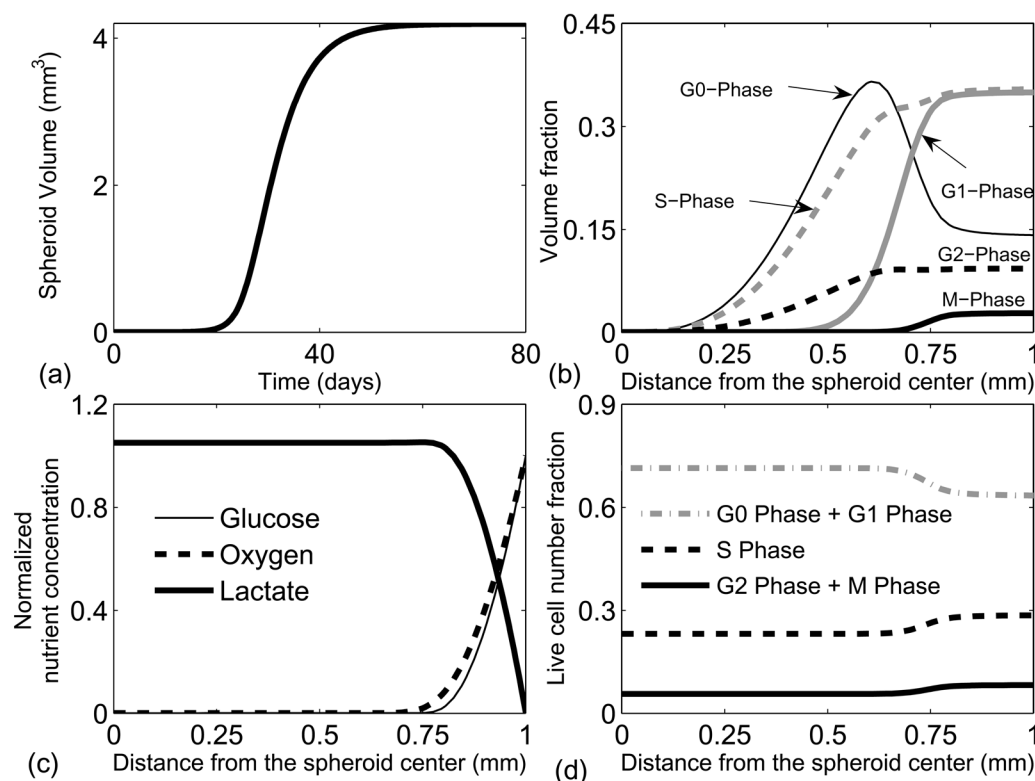 Spheroid Volume (mm³)
4
2
0
0
40
80
Time (days)
(a)
Volume fraction
0.45
0.3
0.15
0
G0−Phase
S−Phase
G1−Phase
G2−Phase
M−Phase
0
0.25
0.5
0.75
1
Distance from the spheroid center (mm)
(b)
Normalized
nutrient concentration
1.2
0.8
0.4
0
Glucose
Oxygen
Lactate
0
0.25
0.5
0.75
1
Distance from the spheroid center (mm)
(c)
Live cell number fraction
0.9
0.6
0.3
0
G0 Phase + G1 Phase
S Phase
G2 Phase + M Phase
0
0.25
0.5
0.75
1
Distance from the spheroid center (mm)
(d)